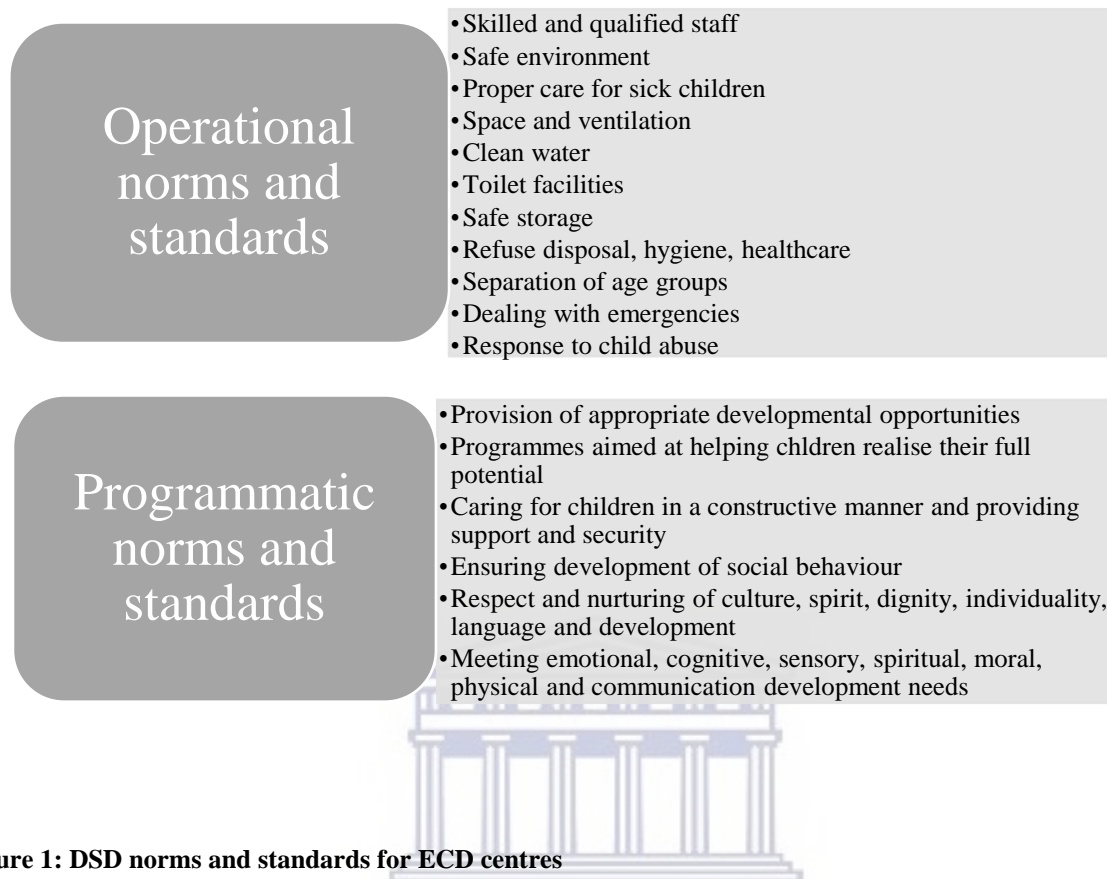 Operational
norms and
standards
•Skilled and qualified staff
•Safe environment
•Proper care for sick children
•Space and ventilation
•Clean water
•Toilet facilities
•Safe storage
•Refuse disposal, hygiene, healthcare
•Separation of age groups
•Dealing with emergencies
•Response to child abuse
Programmatic
norms and
standards
•Provision of appropriate developmental opportunities
•Programmes aimed at helping chldren realise their full
potential
•Caring for children in a constructive manner and providing
support and security
•Ensuring development of social behaviour
•Respect and nurturing of culture, spirit, dignity, individuality,
language and development
•Meeting emotional, cognitive, sensory, spiritual, moral,
physical and communication development needs
ure 1: DSD norms and standards for ECD centres